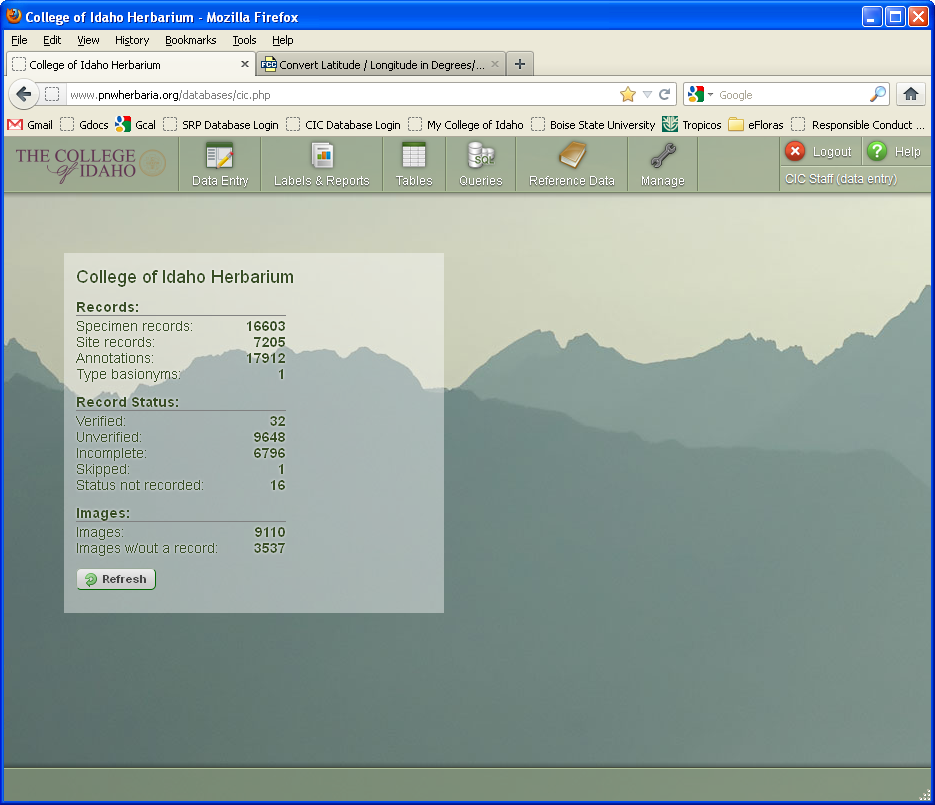 College of Idaho Herbarium - Mozilla Firefox
File Edit View History Bookmarks Tools Help
College of Idaho Herbarium
FCC Convert Latitude / Longitude in Degrees/...
www.pnwherbaria.org/databases/cic.php
Google
Gmail Gdocs Gcal SRP Database Login CIC Database Login My College of Idaho Boise State University Tropicos eFloras Responsible Conduct ...
THE COLLEGE
of IDAHO
SQL
Data Entry Labels & Reports Tables Queries Reference Data Manage
Logout Help
CIC Staff (data entry)
College of Idaho Herbarium
Records:
Specimen records: 16603
Site records: 7205
Annotations: 17912
Type basionyms: 1
Record Status:
Verified: 32
Unverified: 9648
Incomplete: 6796
Skipped: 1
Status not recorded: 16
Images:
Images: 9110
Images w/out a record: 3537
Refresh